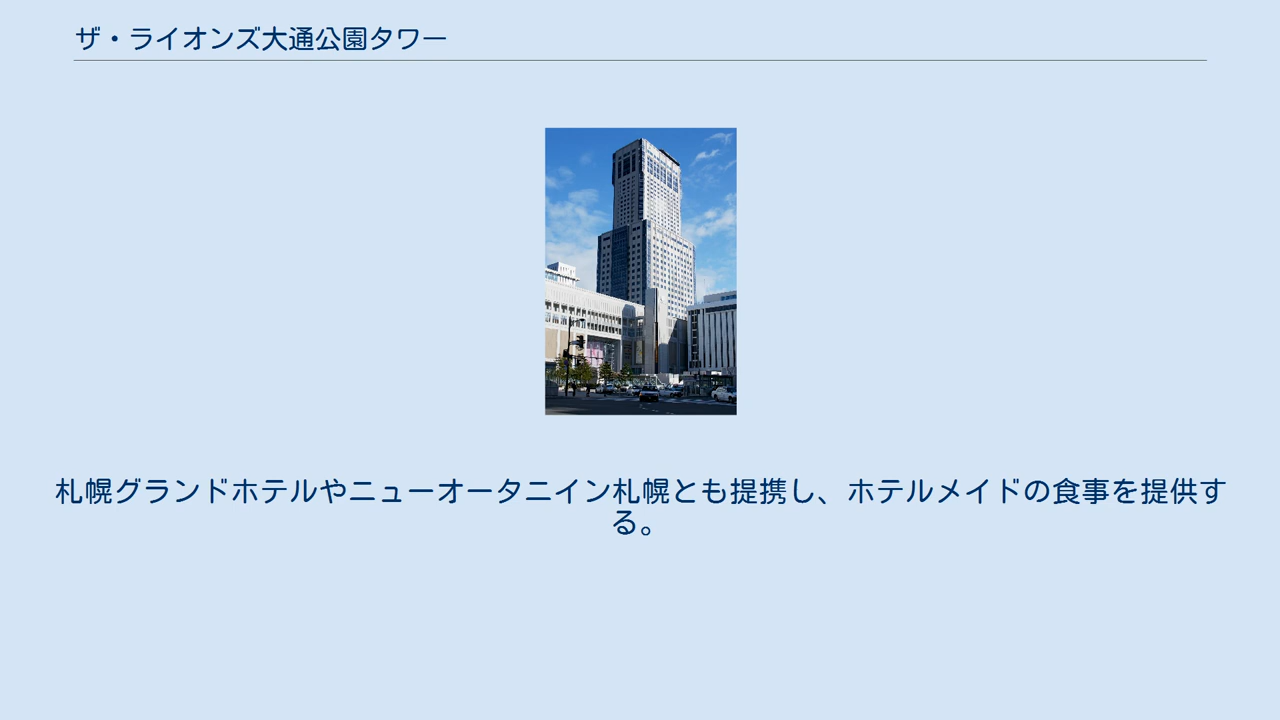 ザ・ライオンズ大通公園タワー
札幌グランドホテルやニューオータニイン札幌とも提携し、ホテルメイドの食事を提供す
る。